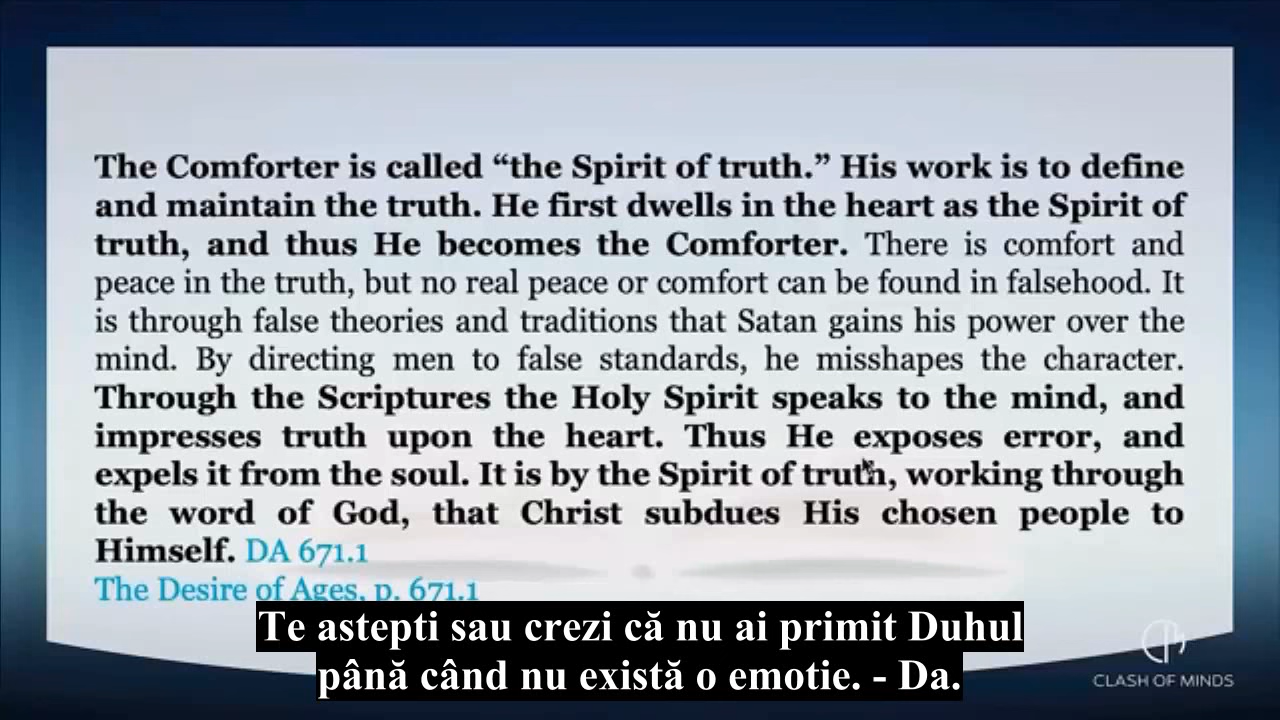 The Comforter is called “the Spirit of truth.” His work is to define
and maintain the truth. He first dwells in the heart as the Spirit of
truth, and thus He becomes the Comforter. There is comfort and
peace in the truth, but no real peace or comfort can be found in falsehood. It
is through false theories and traditions that Satan gains his power over the
mind. By directing men to false standards, he misshapes the character.
Through the Scriptures the Holy Spirit speaks to the mind, and
impresses truth upon the heart. Thus He exposes error, and
expels it from the soul. It is by the Spirit of truth, working through
the word of God, that Christ subdues His chosen people to
Himself. DA 671.1
The Desire of Ages, p. 671.1
Te astepti sau crezi că nu ai primit Duhul
până când nu există o emotie. - Da.
CLASH OF MINDS